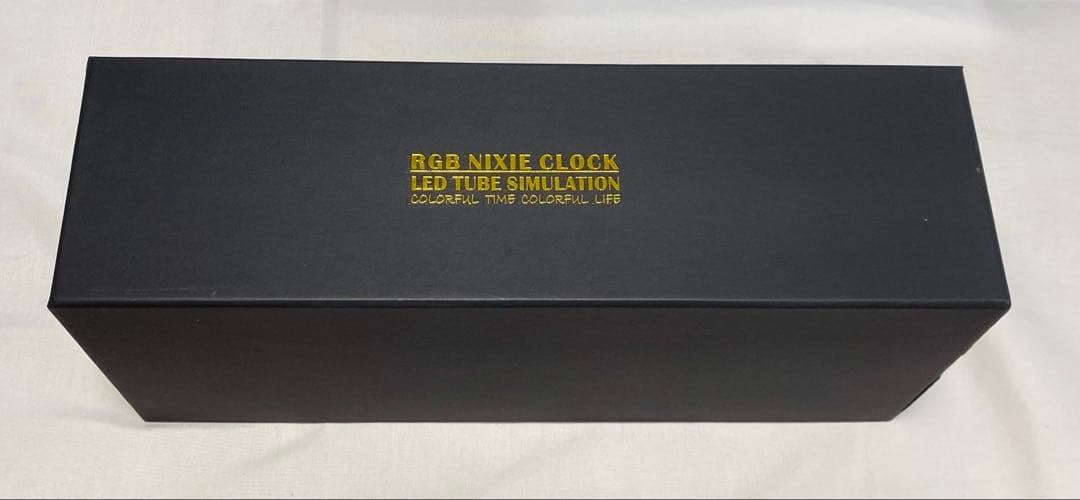 RGB NIXIE CLOCK
LED TUBE SIMULATION
COLORFUL TIME COLORFUL LIFE